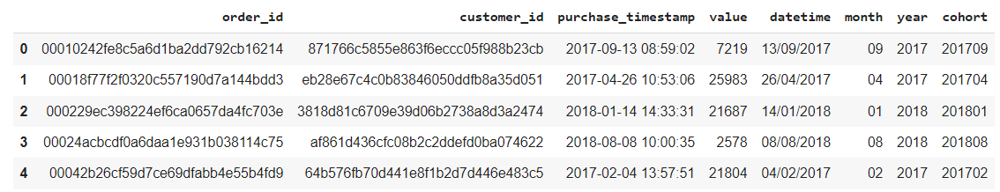 order_id customer_id purchase_timestamp value datetime month year cohort
0 00010242fe8c5a6d1ba2dd792cb16214 871766c5855e863f6eccc05f988b23cb 2017-09-13 08:59:02 7219 13/09/2017 09 2017 201709
1 00018f77f2f0320c557190d7a144bdd3 eb28e67c4c0b83846050ddfb8a35d051 2017-04-26 10:53:06 25983 26/04/2017 04 2017 201704
2 000229ec398224ef6ca0657da4fc703e 3818d81c6709e39d06b2738a8d3a2474 2018-01-14 14:33:31 21687 14/01/2018 01 2018 201801
3 00024acbcdf0a6daa1e931b038114c75 af861d436cfc08b2c2ddefd0ba074622 2018-08-08 10:00:35 2578 08/08/2018 08 2018 201808
4 00042b26cf59d7ce69dfabb4e55b4fd9 64b576fb70d441e8f1b2d7d446e483c5 2017-02-04 13:57:51 21804 04/02/2017 02 2017 201702